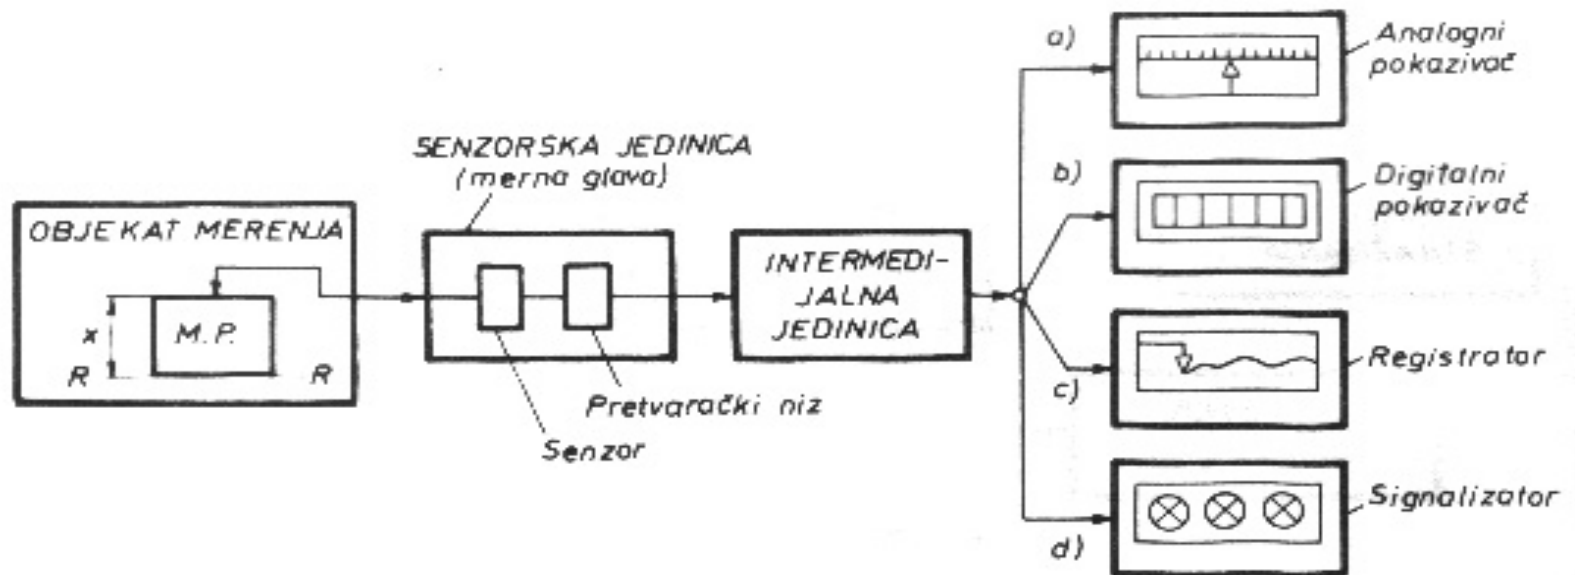 OBJEKAT MERENJA
x
M.P.
R
R
SENZORSKA JEDINICA
(merna glava)
Pretvarački niz
Senzor
INTERMEDI-
JALNA
JEDINICA
a)
Analogni
pokazivač
b)
Digitalni
pokazivač
c)
Registrator
d)
Signalizator